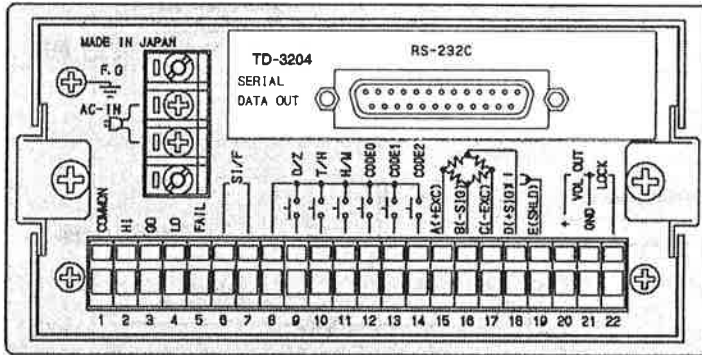 MADE IN JAPAN
F.G
AC-IN
TD-3204
SERIAL
DATA OUT
RS-232C
COMMON
HI
GO
LO
FAIL
SI/F
D/Z
T/H
H/M
CODE0
CODE1
CODE2
A(+EXC)
B(-SIG)
C(-EXC)
D(+SIG)
E(SHLD)
VOL OUT
GND
LOCK
1 2 3 4 5 6 7 8 9 10 11 12 13 14 15 16 17 18 19 20 21 22